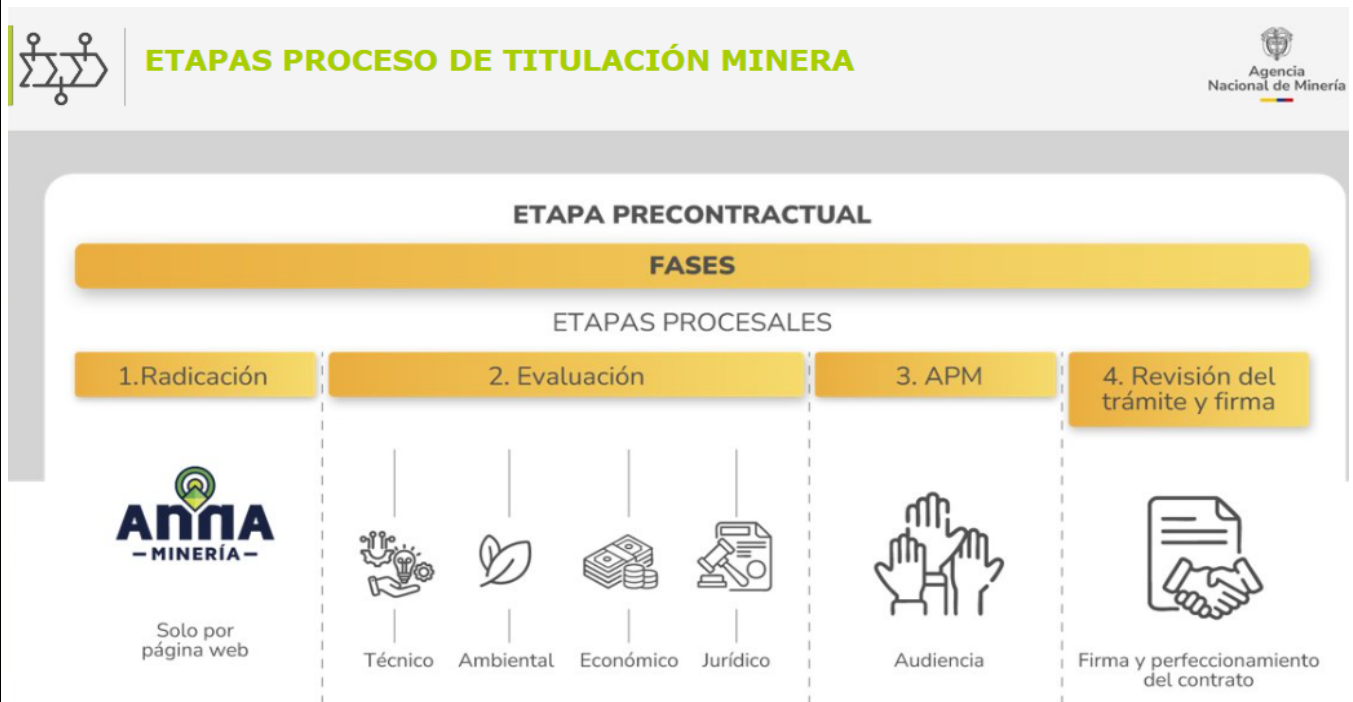 ETAPAS PROCESO DE TITULACIÓN MINERA
Agencia
Nacional de Minería
ETAPA PRECONTRACTUAL
FASES
ETAPAS PROCESALES
1.Radicación
2. Evaluación
3. APM
4. Revisión del
trámite y firma
ANNA
–MINERÍA–
Solo por
página web
Técnico
Ambiental
Económico
Jurídico
Audiencia
Firma y perfeccionamiento
del contrato